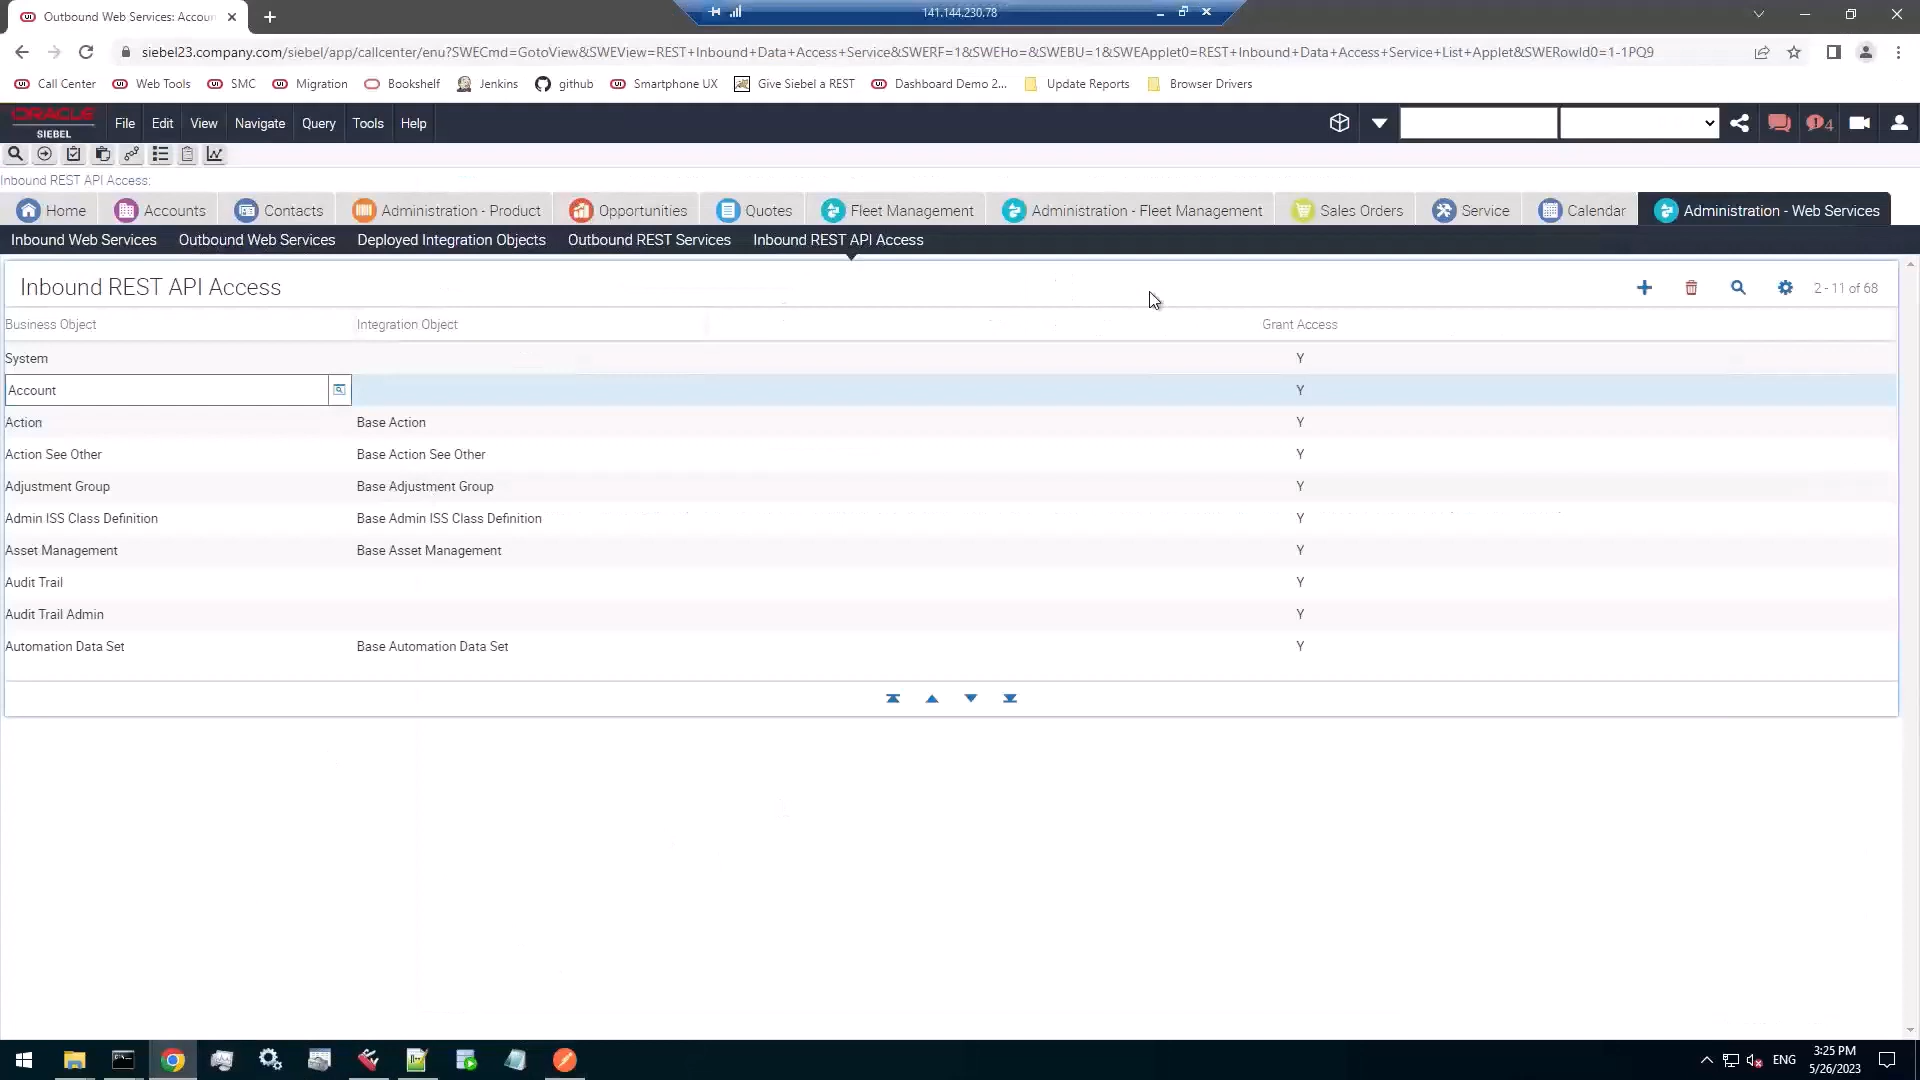 Outbound Web Services: Accoun
141.144.230.78
siebel23.company.com/siebel/app/callcenter/enu?SWECmd=GotoView&SWEView=REST+Inbound+Data+Access+Service&SWERF=1&SWEHo=&SWEBU=1&SWEApplet0=REST+Inbound+Data+Access+Service+List+Applet&SWERowId0=1-1PQ9
Call Center Web Tools SMC Migration Bookshelf Jenkins github Smartphone UX Give Siebel a REST Dashboard Demo 2... Update Reports Browser Drivers
ORACLE
SIEBEL
File Edit View Navigate Query Tools Help
4
Inbound REST API Access:
Home Accounts Contacts Administration - Product Opportunities Quotes Fleet Management Administration - Fleet Management Sales Orders Service Calendar Administration - Web Services
Inbound Web Services Outbound Web Services Deployed Integration Objects Outbound REST Services Inbound REST API Access
Inbound REST API Access 2 - 11 of 68
Business Object Integration Object Grant Access
System Y
Account Y
Action Base Action Y
Action See Other Base Action See Other Y
Adjustment Group Base Adjustment Group Y
Admin ISS Class Definition Base Admin ISS Class Definition Y
Asset Management Base Asset Management Y
Audit Trail Y
Audit Trail Admin Y
Automation Data Set Base Automation Data Set Y
ENG
3:25 PM
5/26/2023